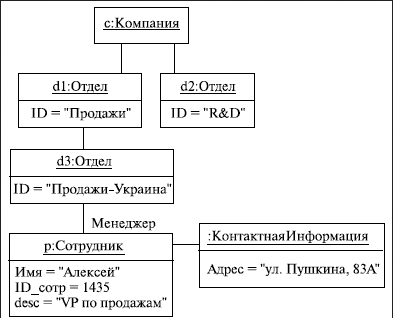 c:Компания
d1:Отдел
ID = "Продажи"
d2:Отдел
ID = "R&D"
d3:Отдел
ID = "Продажи-Украина"
Менеджер
p:Сотрудник
Имя = "Алексей"
ID_сотр = 1435
desc = "VP по продажам"
:КонтактнаяИнформация
Адрес = "ул. Пушкина, 83А"